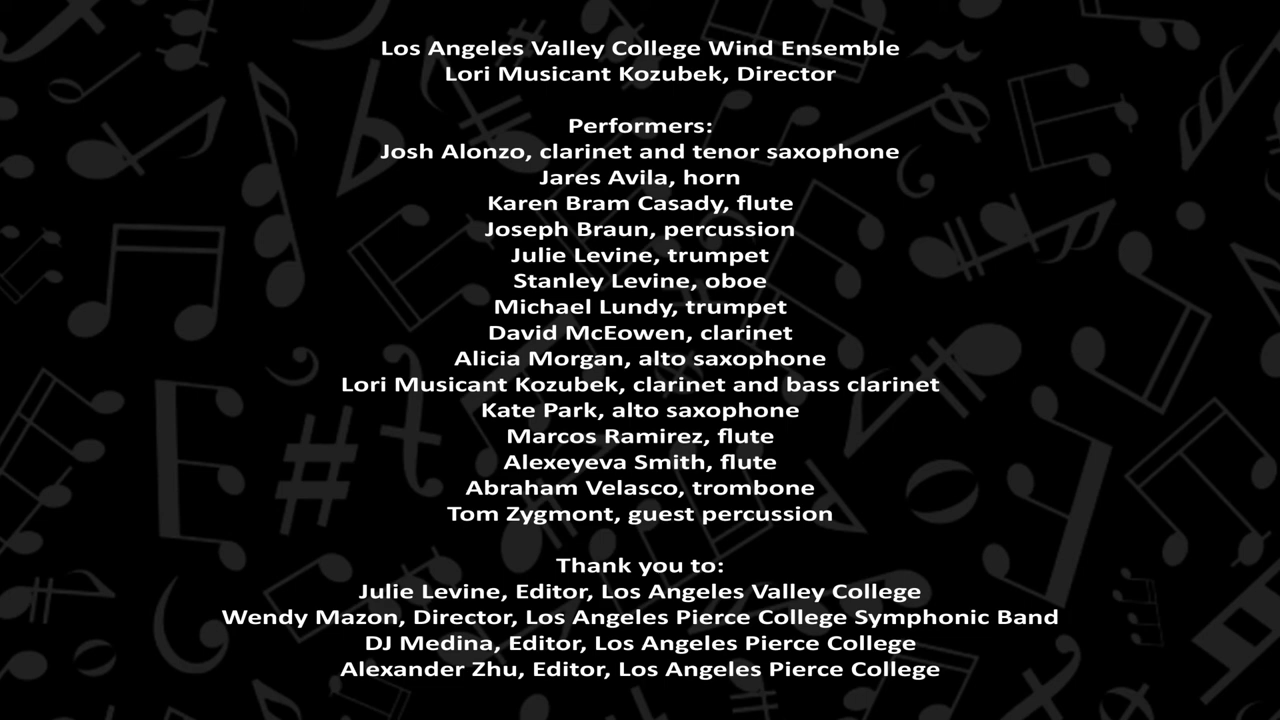 Los Angeles Valley College Wind Ensemble
Lori Musicant Kozubek, Director
Performers:
Josh Alonzo, clarinet and tenor saxophone
Jares Avila, horn
Karen Bram Casady, flute
Joseph Braun, percussion
Julie Levine, trumpet
Stanley Levine, oboe
Michael Lundy, trumpet
David McEowen, clarinet
Alicia Morgan, alto saxophone
Lori Musicant Kozubek, clarinet and bass clarinet
Kate Park, alto saxophone
Marcos Ramirez, flute
Alexeyeva Smith, flute
Abraham Velasco, trombone
Tom Zygmont, guest percussion
Thank you to:
Julie Levine, Editor, Los Angeles Valley College
Wendy Mazon, Director, Los Angeles Pierce College Symphonic Band
DJ Medina, Editor, Los Angeles Pierce College
Alexander Zhu, Editor, Los Angeles Pierce College